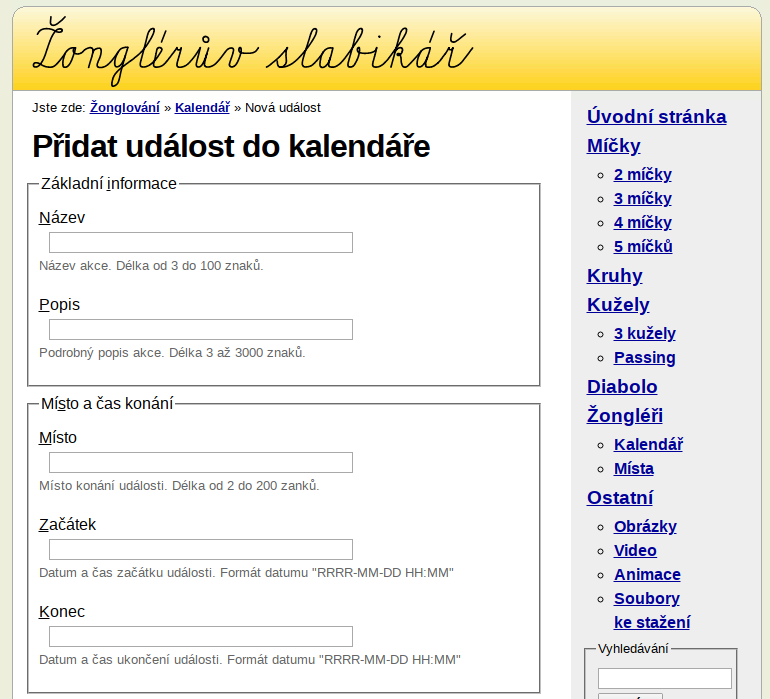 Žonglérův slabikář
Jste zde: Žonglování » Kalendář » Nová událost
Přidat událost do kalendáře
Základní informace
Název
Název akce. Délka od 3 do 100 znaků.
Popis
Podrobný popis akce. Délka 3 až 3000 znaků.
Místo a čas konání
Místo
Místo konání události. Délka od 2 do 200 zanků.
Začátek
Datum a čas začátku události. Formát datumu "RRRR-MM-DD HH:MM"
Konec
Datum a čas ukončení události. Formát datumu "RRRR-MM-DD HH:MM"
Úvodní stránka
Míčky
2 míčky
3 míčky
4 míčky
5 míčků
Kruhy
Kužely
3 kužely
Passing
Diabolo
Žongléři
Kalendář
Místa
Ostatní
Obrázky
Video
Animace
Soubory
ke stažení
Vyhledávání